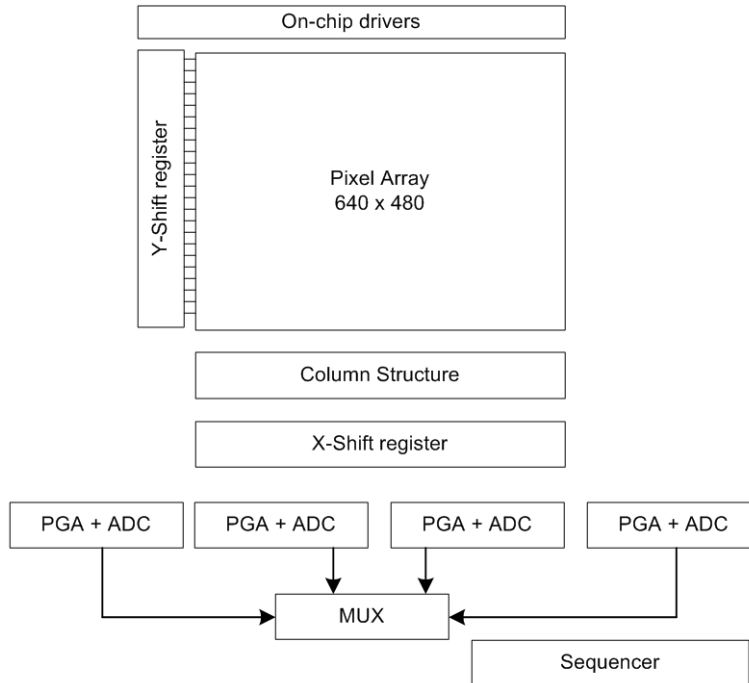 On-chip drivers
Y-Shift register
Pixel Array
640 x 480
Column Structure
X-Shift register
PGA + ADC
PGA + ADC
PGA + ADC
PGA + ADC
MUX
Sequencer